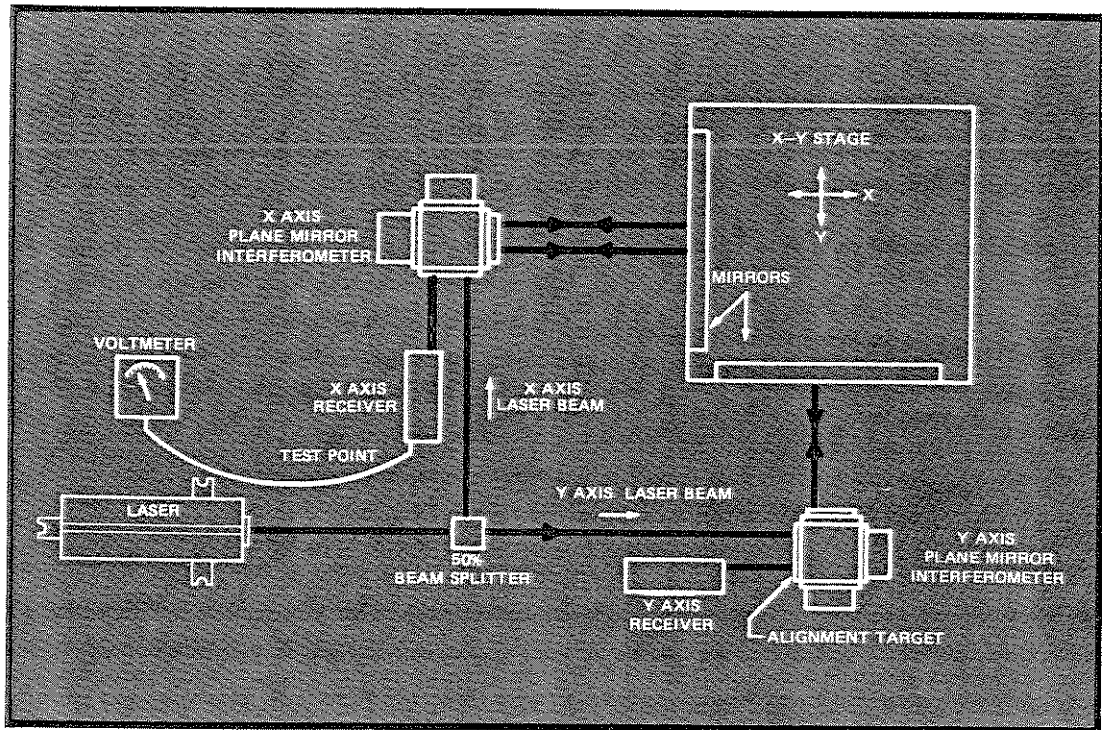 X–Y STAGE
X
Y
X AXIS
PLANE MIRROR
INTERFEROMETER
MIRRORS
VOLTMETER
X AXIS
RECEIVER
X AXIS
LASER BEAM
TEST POINT
LASER
Y AXIS LASER BEAM
50%
BEAM SPLITTER
Y AXIS
PLANE MIRROR
INTERFEROMETER
Y AXIS
RECEIVER
ALIGNMENT TARGET